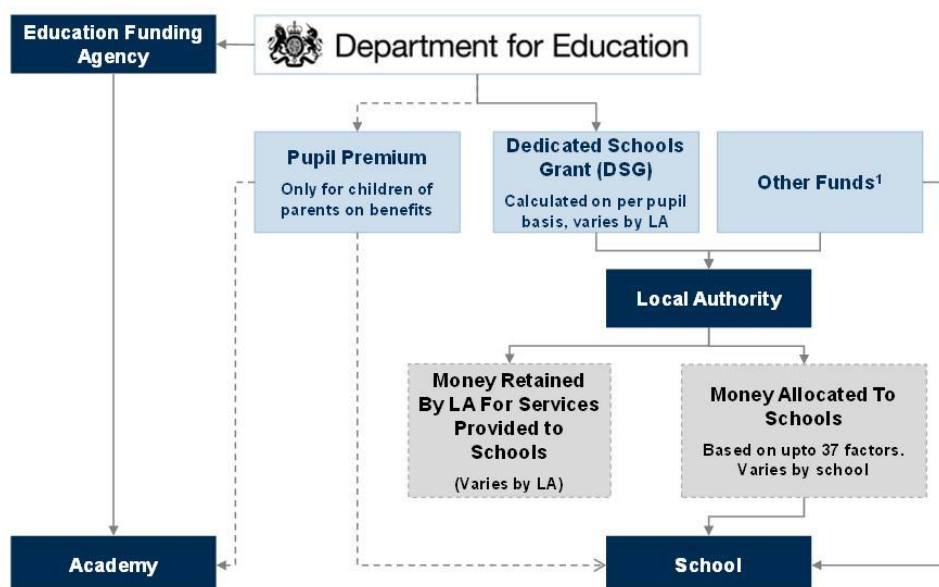 Education Funding
Agency
Department for Education
Pupil Premium
Only for children of
parents on benefits
Dedicated Schools
Grant (DSG)
Calculated on per pupil
basis, varies by LA
Other Funds¹
Local Authority
Money Retained
By LA For Services
Provided to
Schools
(Varies by LA)
Money Allocated To
Schools
Based on upto 37 factors.
Varies by school
Academy
School